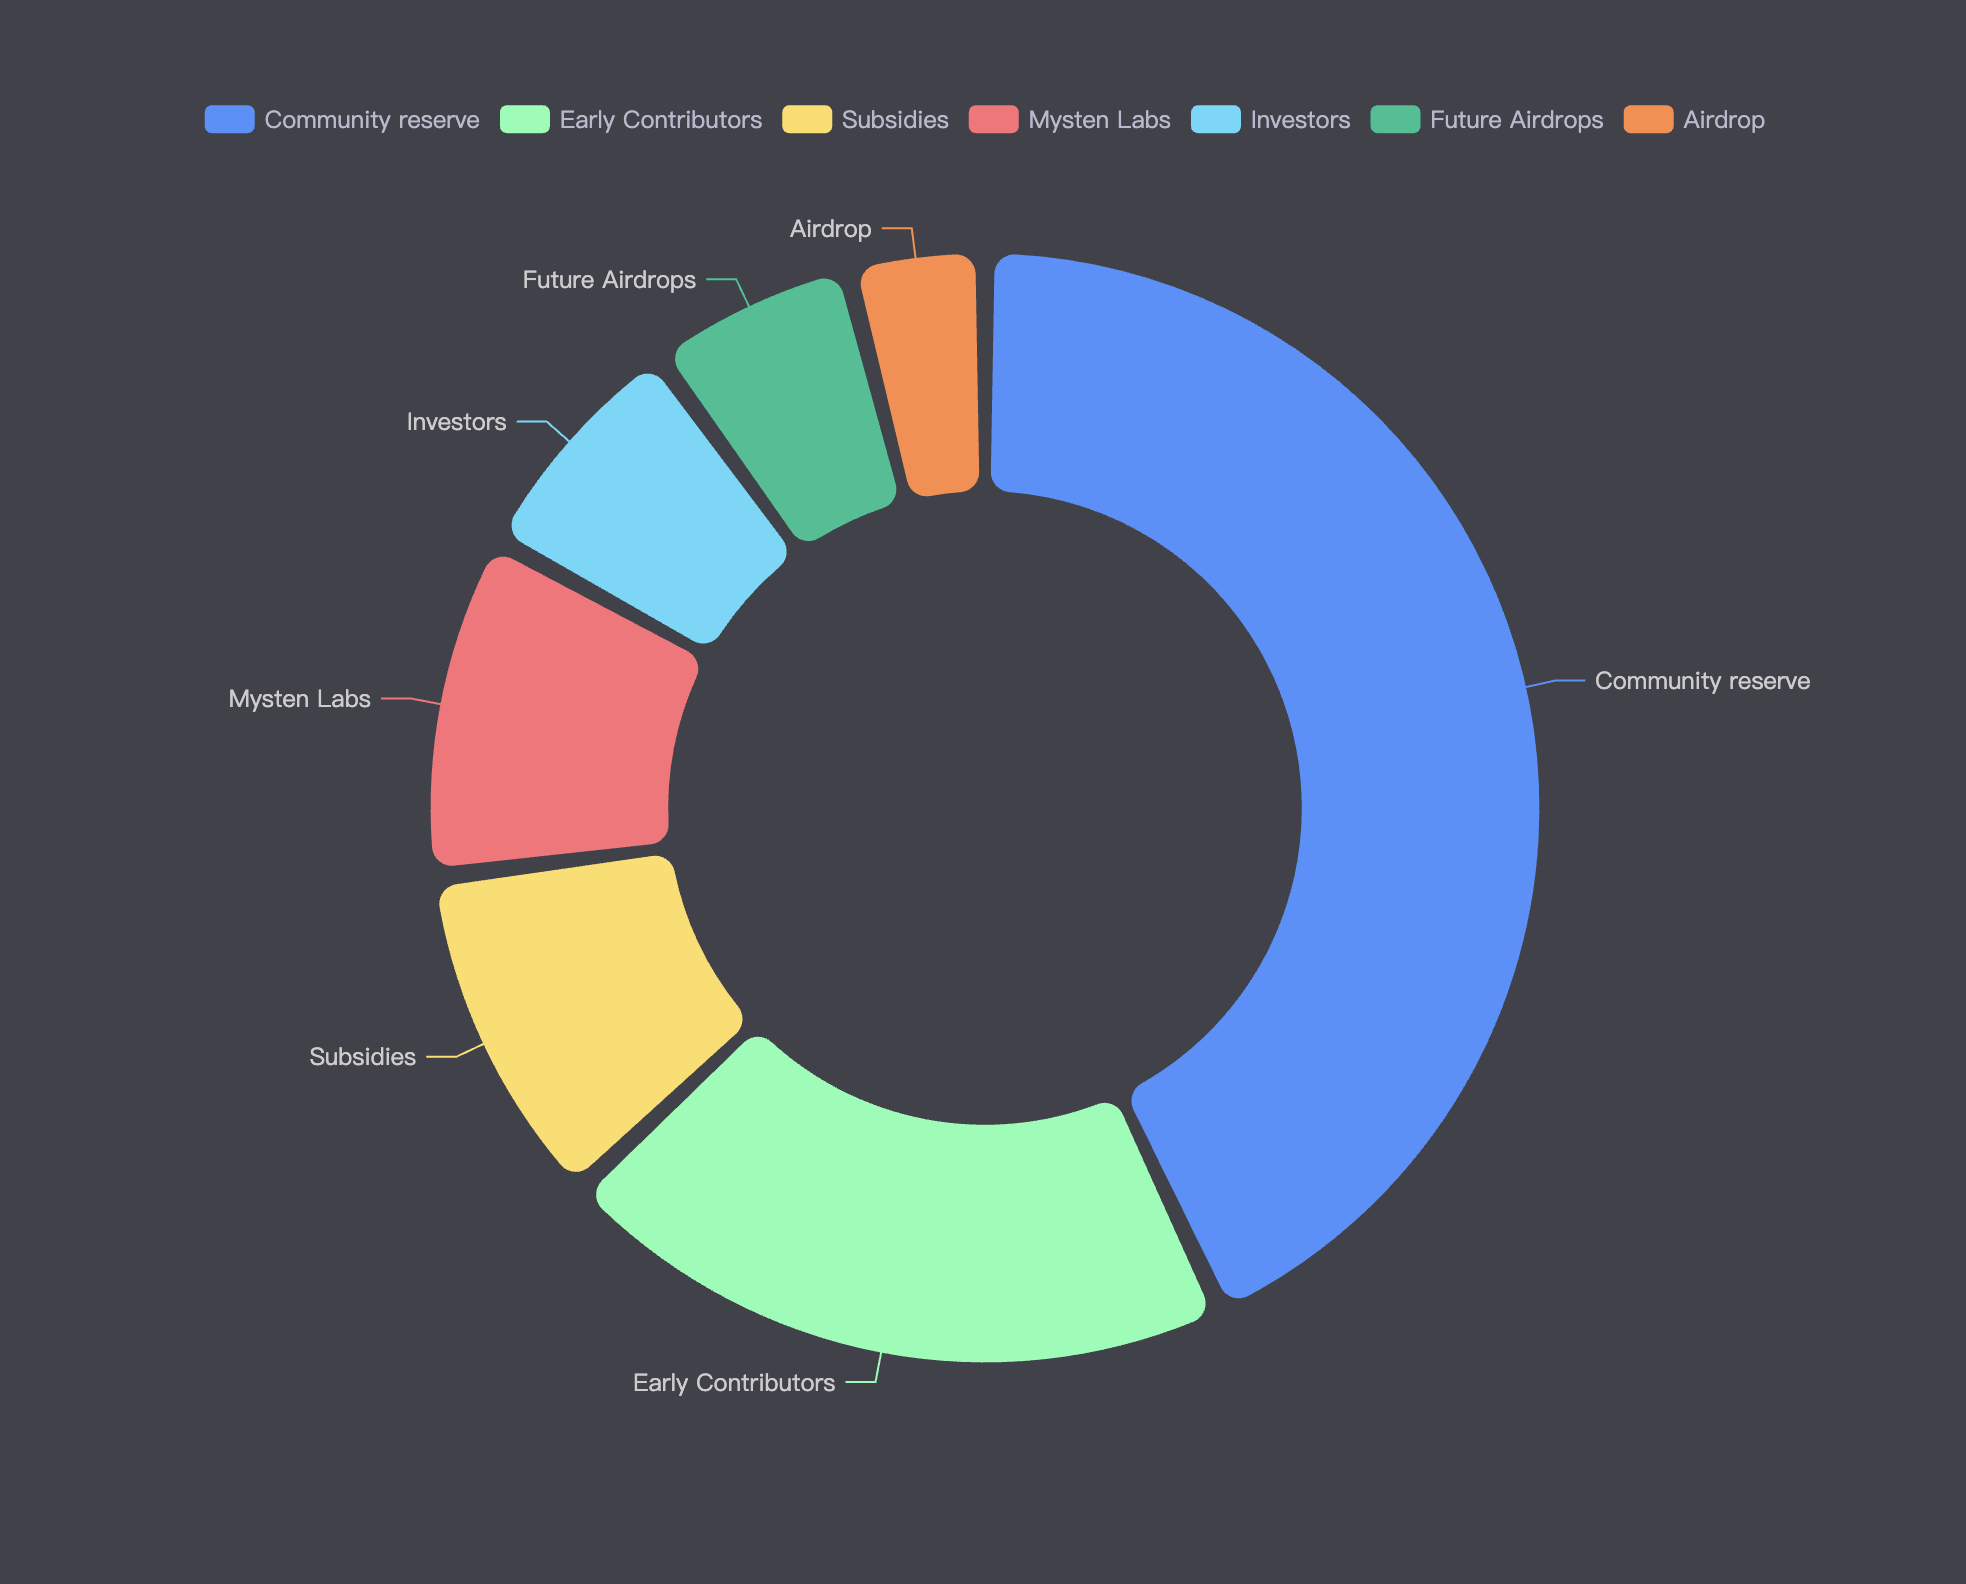 Community reserve Early Contributors Subsidies Mysten Labs Investors Future Airdrops Airdrop
Airdrop
Future Airdrops
Investors
Community reserve
Mysten Labs
Subsidies
Early Contributors